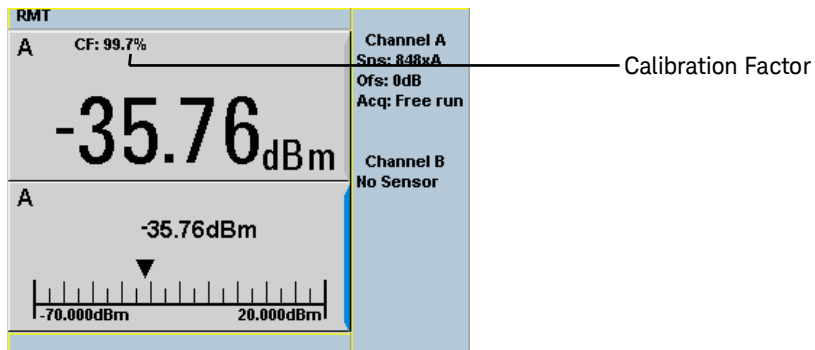 RMT
A CF: 99.7%
-35.76dBm
A
-35.76dBm
-70.000dBm 20.000dBm
Channel A
Sns: 848xA
Ofs: 0dB
Acq: Free run
Channel B
No Sensor
Calibration Factor